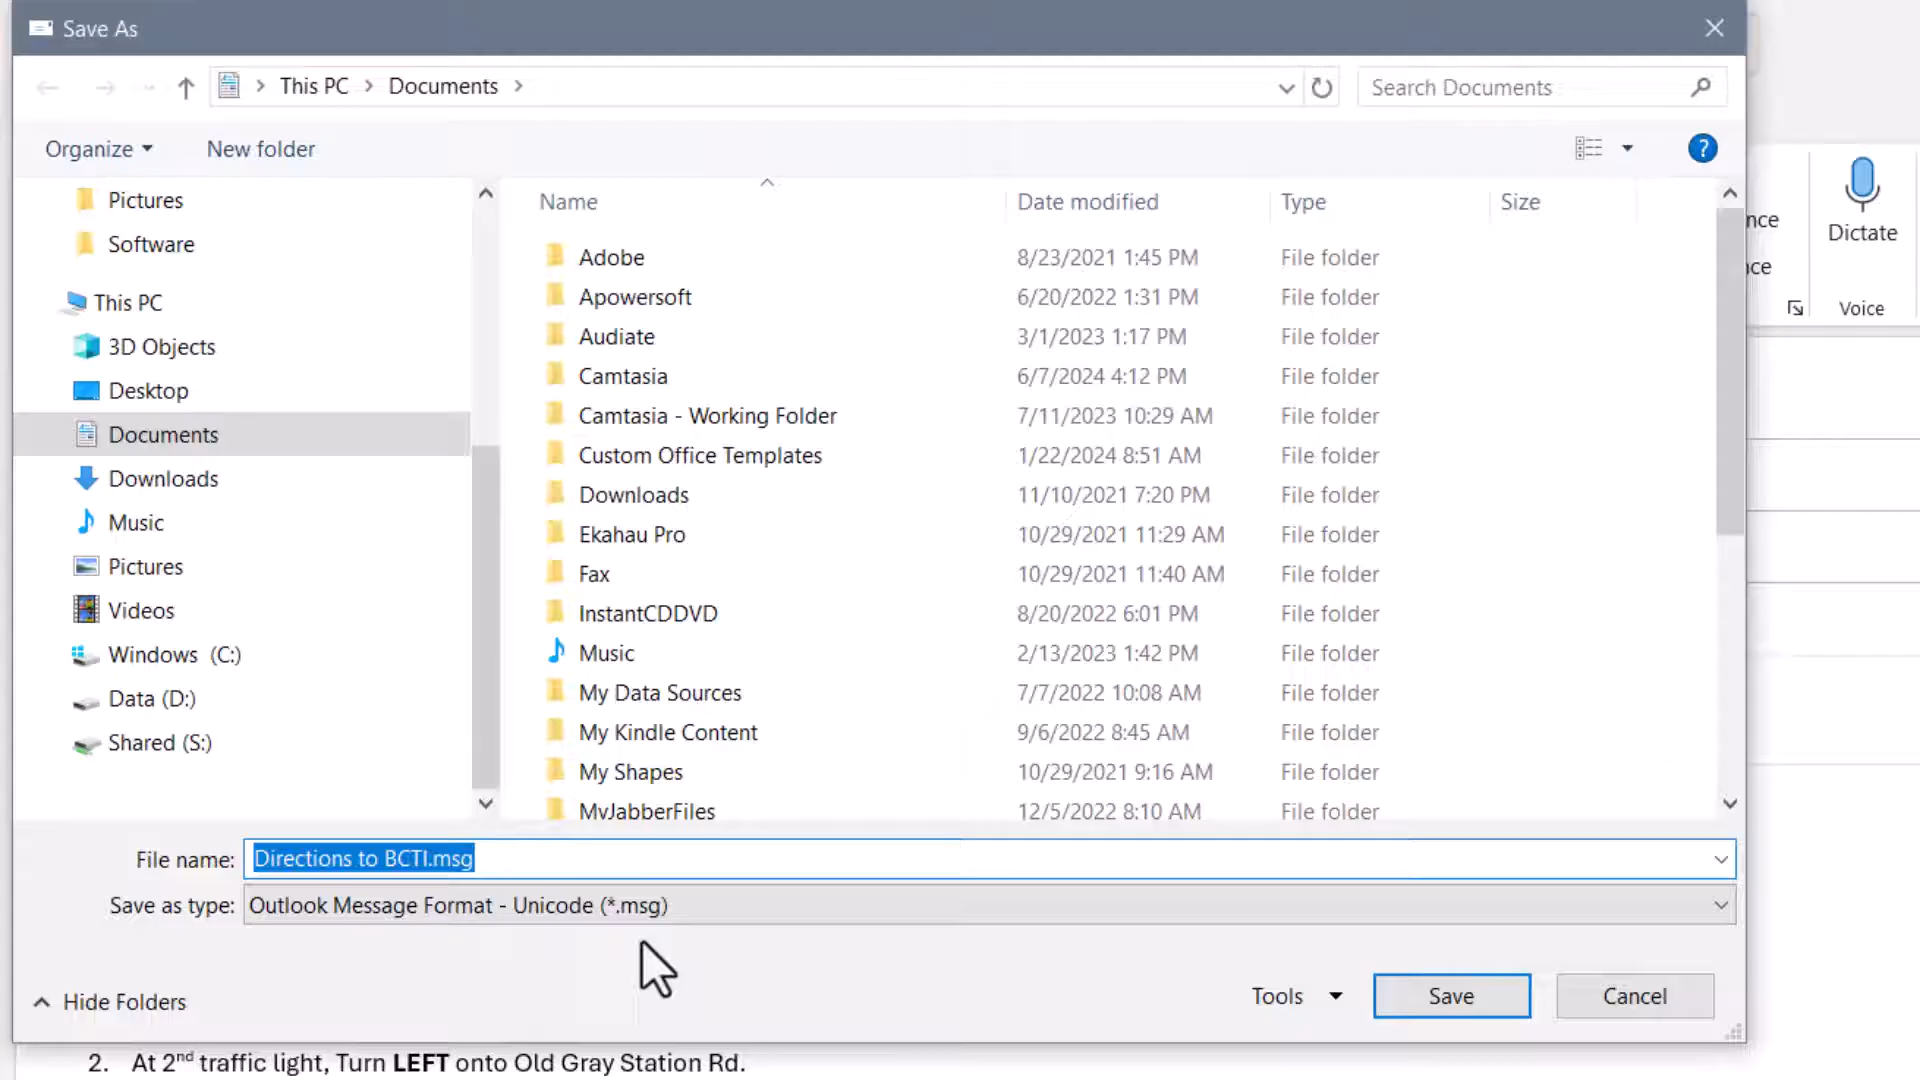 Save As
This PC > Documents >
Search Documents
Organize
New folder
?
Pictures
Software
This PC
3D Objects
Desktop
Documents
Downloads
Music
Pictures
Videos
Windows (C:)
Data (D:)
Shared (S:)
Name Date modified Type Size
Adobe 8/23/2021 1:45 PM File folder
Apowersoft 6/20/2022 1:31 PM File folder
Audiate 3/1/2023 1:17 PM File folder
Camtasia 6/7/2024 4:12 PM File folder
Camtasia - Working Folder 7/11/2023 10:29 AM File folder
Custom Office Templates 1/22/2024 8:51 AM File folder
Downloads 11/10/2021 7:20 PM File folder
Ekahau Pro 10/29/2021 11:29 AM File folder
Fax 10/29/2021 11:40 AM File folder
InstantCDDVD 8/20/2022 6:01 PM File folder
Music 2/13/2023 1:42 PM File folder
My Data Sources 7/7/2022 10:08 AM File folder
My Kindle Content 9/6/2022 8:45 AM File folder
My Shapes 10/29/2021 9:16 AM File folder
MyJabberFiles 12/5/2022 8:10 AM File folder
File name: Directions to BCTI.msg
Save as type: Outlook Message Format - Unicode (*.msg)
Hide Folders
Tools
Save
Cancel
nce
nce
Dictate
Voice
2. At 2nd traffic light, Turn LEFT onto Old Gray Station Rd.